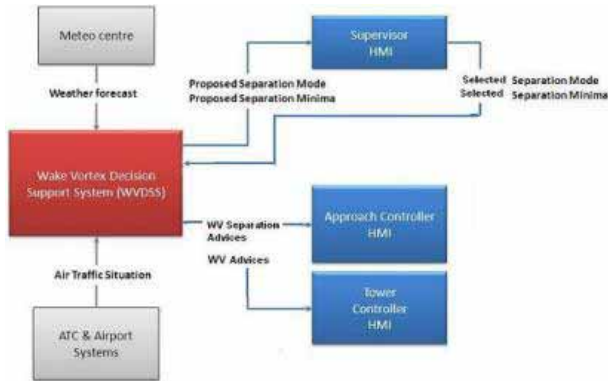 Meteo centre
Supervisor
HMI
Weather forecast
Proposed Separation Mode
Proposed Separation Minima
Selected Separation Mode
Selected Separation Minima
Wake Vortex Decision
Support System (WVDSS)
WV Separation
Advices
WV Advices
Approach Controller
HMI
Air Traffic Situation
Tower
Controller
HMI
ATC & Airport
Systems